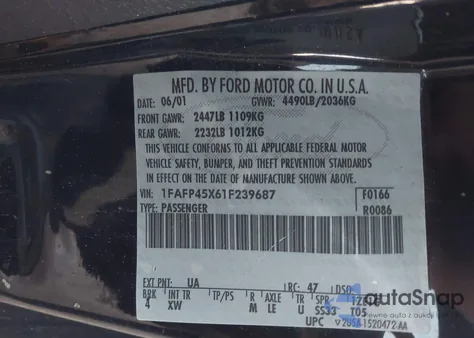 MFD. BY FORD MOTOR CO. IN U.S.A.
DATE: 06/01 GVWR: 4490LB/2036KG
FRONT GAWR: 2447LB 1109KG
REAR GAWR: 2232LB 1012KG
THIS VEHICLE CONFORMS TO ALL APPLICABLE FEDERAL MOTOR
VEHICLE SAFETY, BUMPER, AND THEFT PREVENTION STANDARDS
IN EFFECT ON THE DATE OF MANUFACTURE SHOWN ABOVE.
VIN: 1FAFP45X61F239687 F0166
TYPE: PASSENGER R0086
EXT PNT: UA RC: 47 DSO:
BRK INT TR TP/PS R AXLE TR SPR
4 XW M LE U SS33 T05
UPC
autoSnap